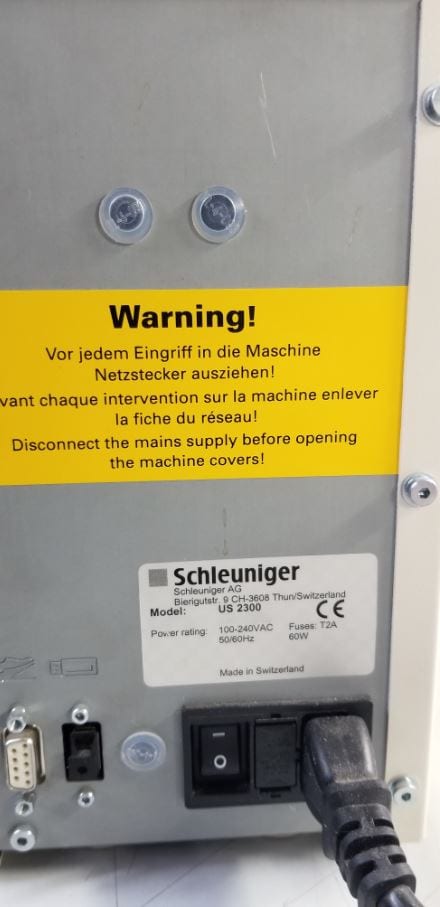 Warning!
Vor jedem Eingriff in die Maschine
Netzstecker ausziehen!
vant chaque intervention sur la machine enlever
la fiche du réseau!
Disconnect the mains supply before opening
the machine covers!
Schleuniger
Schleuniger AG
Bierigutstr. 9 CH-3608 Thun/Switzerland
Model: US 2300 CE
Power rating: 100-240VAC Fuses: T2A
50/60Hz 60W
Made in Switzerland